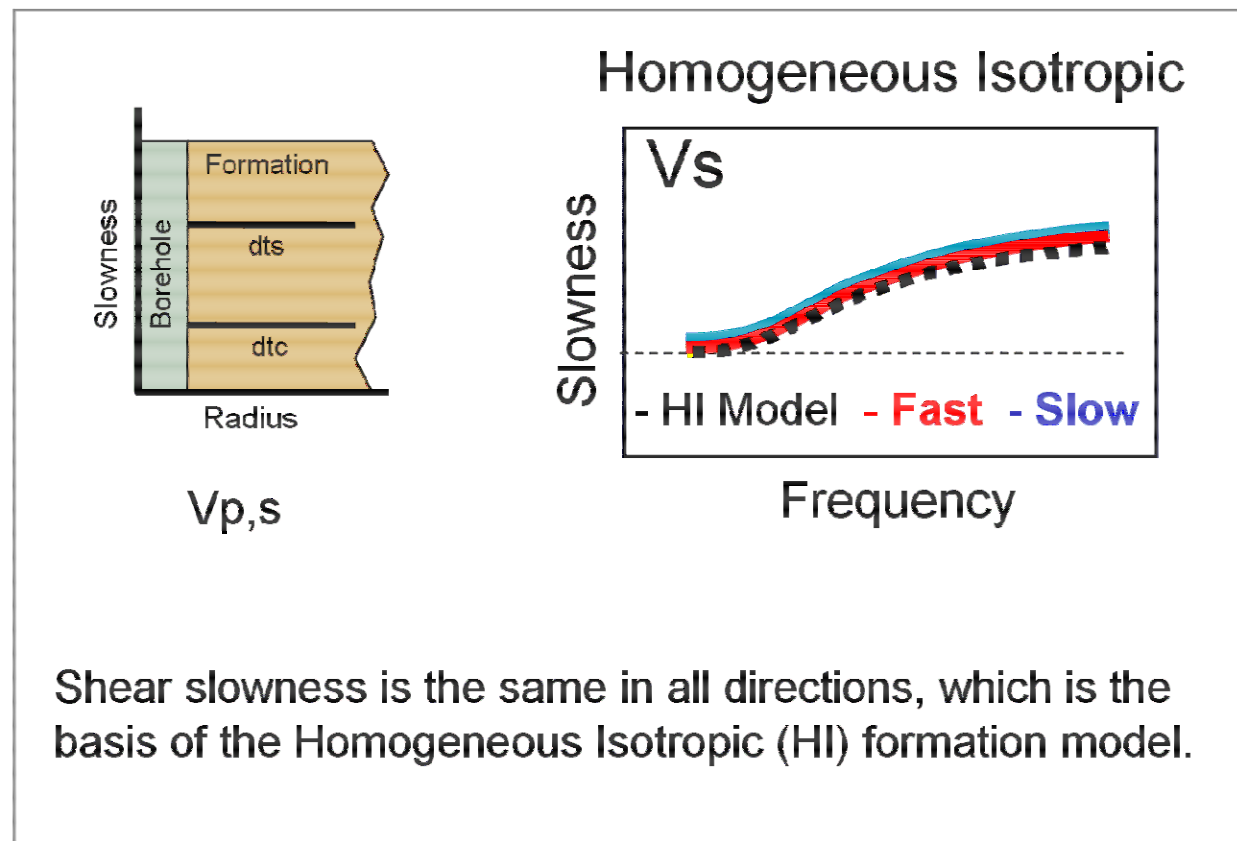 Homogeneous Isotropic
Slowness
Borehole
Formation
dts
dtc
Radius
Vp,s
Vs
Slowness
- HI Model - Fast - Slow
Frequency
Shear slowness is the same in all directions, which is the
basis of the Homogeneous Isotropic (HI) formation model.